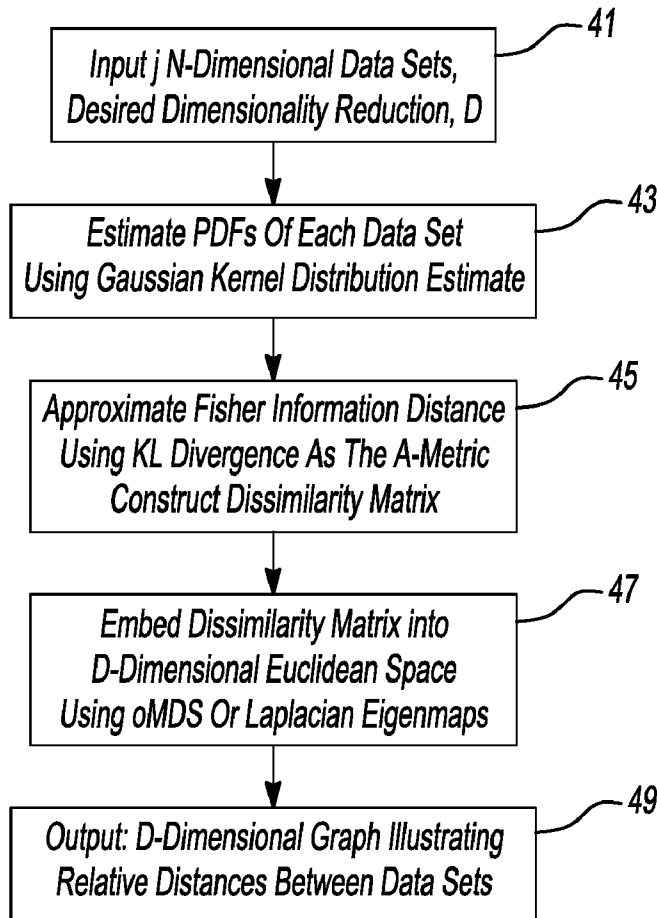 41
Input j N-Dimensional Data Sets,
Desired Dimensionality Reduction, D
43
Estimate PDFs Of Each Data Set
Using Gaussian Kernel Distribution Estimate
45
Approximate Fisher Information Distance
Using KL Divergence As The A-Metric
Construct Dissimilarity Matrix
47
Embed Dissimilarity Matrix into
D-Dimensional Euclidean Space
Using oMDS Or Laplacian Eigenmaps
49
Output: D-Dimensional Graph Illustrating
Relative Distances Between Data Sets